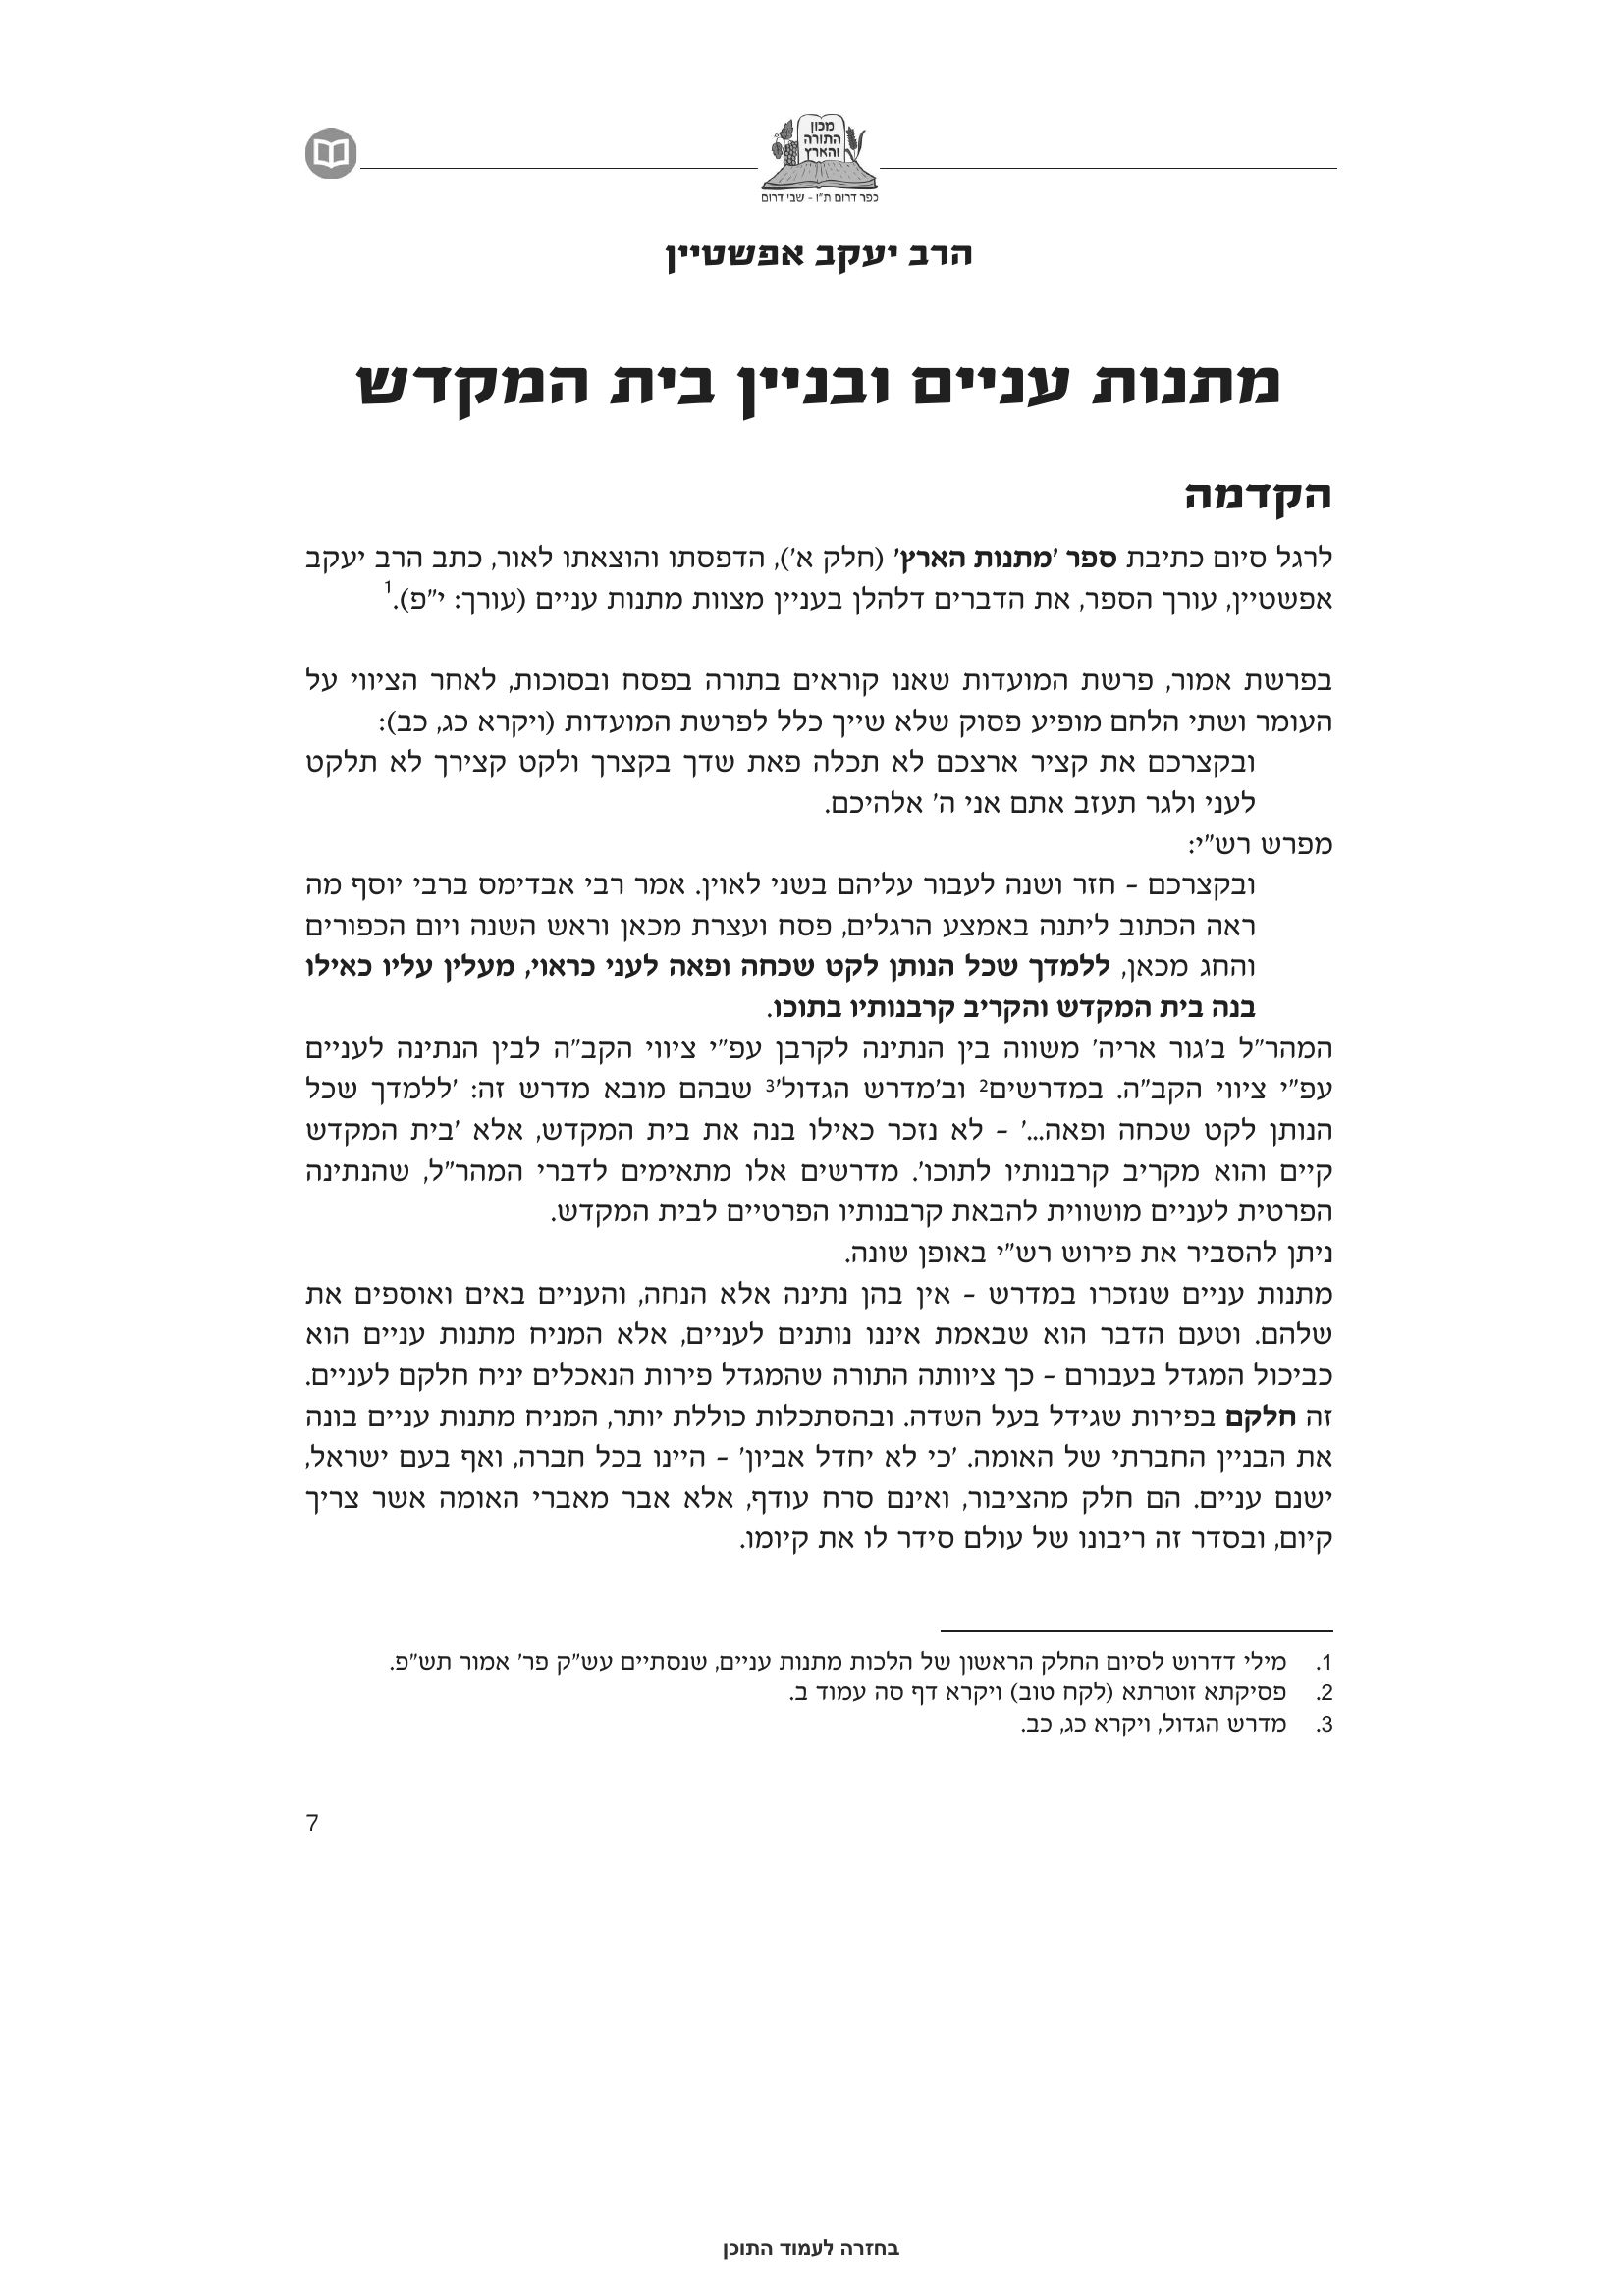 מכון
התורה
והארץ
כפר דרום ת"ו - שבי דרום
הרב יעקב אפשטיין
מתנות עניים ובניין בית המקדש
הקדמה
לרגל סיום כתיבת ספר 'מתנות הארץ' (חלק א'), הדפסתו והוצאתו לאור, כתב הרב יעקב
אפשטיין, עורך הספר, את הדברים דלהלן בעניין מצוות מתנות עניים (עורך: י"פ).1
בפרשת אמור, פרשת המועדות שאנו קוראים בתורה בפסח ובסוכות, לאחר הציווי על
העומר ושתי הלחם מופיע פסוק שלא שייך כלל לפרשת המועדות (ויקרא כג, כב):
ובקצרכם את קציר ארצכם לא תכלה פאת שדך בקצרך ולקט קצירך לא תלקט
לעני ולגר תעזב אתם אני ה' אלהיכם.
מפרש רש"י:
ובקצרכם – חזר ושנה לעבור עליהם בשני לאוין. אמר רבי אבדימס ברבי יוסף מה
ראה הכתוב ליתנה באמצע הרגלים, פסח ועצרת מכאן וראש השנה ויום הכפורים
והחג מכאן, ללמדך שכל הנותן לקט שכחה ופאה לעני כראוי, מעלין עליו כאילו
בנה בית המקדש והקריב קרבנותיו בתוכו.
המהר"ל ב'גור אריה' משווה בין הנתינה לקרבן עפ"י ציווי הקב"ה לבין הנתינה לעניים
עפ"י ציווי הקב"ה. במדרשים2 וב'מדרש הגדול'3 שבהם מובא מדרש זה: 'ללמדך שכל
הנותן לקט שכחה ופאה...' – לא נזכר כאילו בנה את בית המקדש, אלא 'בית המקדש
קיים והוא מקריב קרבנותיו לתוכו'. מדרשים אלו מתאימים לדברי המהר"ל, שהנתינה
הפרטית לעניים מושווית להבאת קרבנותיו הפרטיים לבית המקדש.
ניתן להסביר את פירוש רש"י באופן שונה.
מתנות עניים שנזכרו במדרש – אין בהן נתינה אלא הנחה, והעניים באים ואוספים את
שלהם. וטעם הדבר הוא שבאמת איננו נותנים לעניים, אלא המניח מתנות עניים הוא
כביכול המגדל בעבורם – כך ציוותה התורה שהמגדל פירות הנאכלים יניח חלקם לעניים.
זה חלקם בפירות שגידל בעל השדה. ובהסתכלות כוללת יותר, המניח מתנות עניים בונה
את הבניין החברתי של האומה. 'כי לא יחדל אביון' – היינו בכל חברה, ואף בעם ישראל,
ישנם עניים. הם חלק מהציבור, ואינם סרח עודף, אלא אבר מאברי האומה אשר צריך
קיום, ובסדר זה ריבונו של עולם סידר לו את קיומו.
1. מילי דדרוש לסיום החלק הראשון של הלכות מתנות עניים, שנסתיים עש"ק פר' אמור תש"פ.
2. פסיקתא זוטרתא (לקח טוב) ויקרא דף סה עמוד ב.
3. מדרש הגדול, ויקרא כג, כב.
7
בחזרה לעמוד התוכן